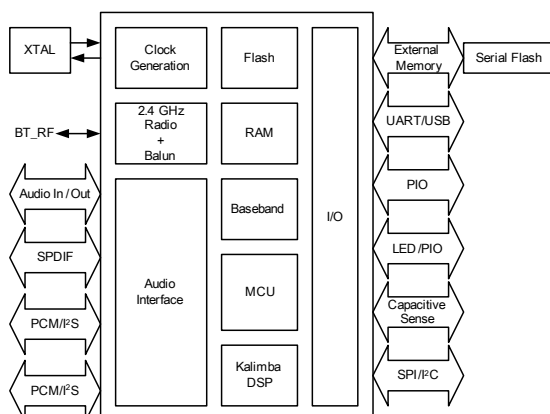 XTAL
Clock
Generation
Flash
External
Memory
Serial Flash
BT_RF
2.4 GHz
Radio
+
Balun
RAM
UART/USB
Audio In/Out
PIO
Baseband
I/O
SPDIF
LED/PIO
Audio
Interface
MCU
PCM/I²S
Capacitive
Sense
Kalimba
DSP
PCM/I²S
SPI/I²C